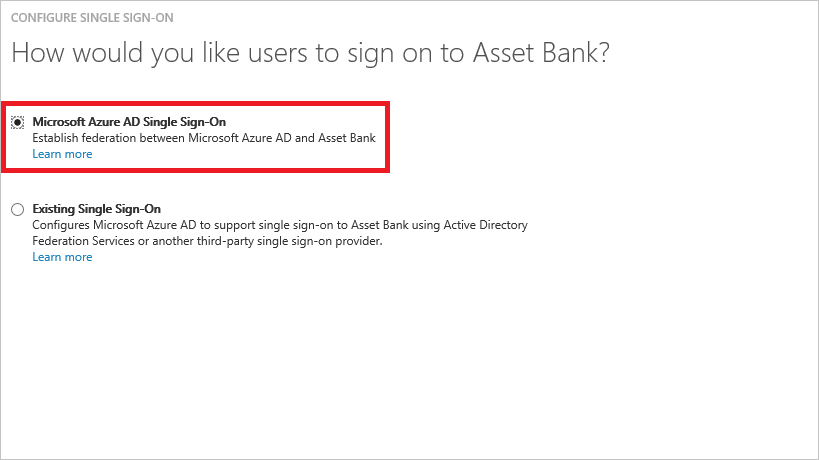 CONFIGURE SINGLE SIGN-ON
How would you like users to sign on to Asset Bank?
Microsoft Azure AD Single Sign-On
Establish federation between Microsoft Azure AD and Asset Bank
Learn more
Existing Single Sign-On
Configures Microsoft Azure AD to support single sign-on to Asset Bank using Active Directory
Federation Services or another third-party single sign-on provider.
Learn more